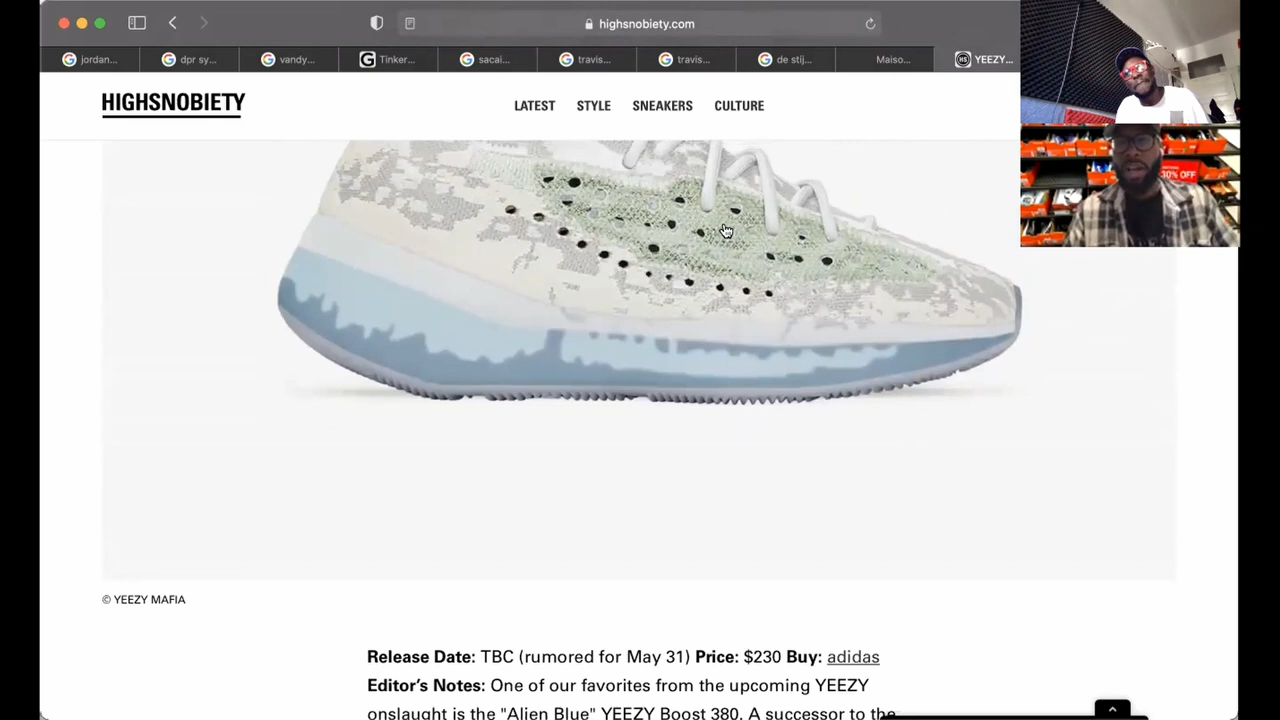 highsnobiety.com
jordan...
dpr sy...
vandy...
Tinker...
sacai...
travis...
travis...
de stij...
Maiso...
YEEZY...
HIGHSNOBIETY
LATEST
STYLE
SNEAKERS
CULTURE
30% OFF
© YEEZY MAFIA
Release Date: TBC (rumored for May 31) Price: $230 Buy: adidas
Editor's Notes: One of our favorites from the upcoming YEEZY
onslaught is the "Alien Blue" YEEZY Boost 380. A successor to the